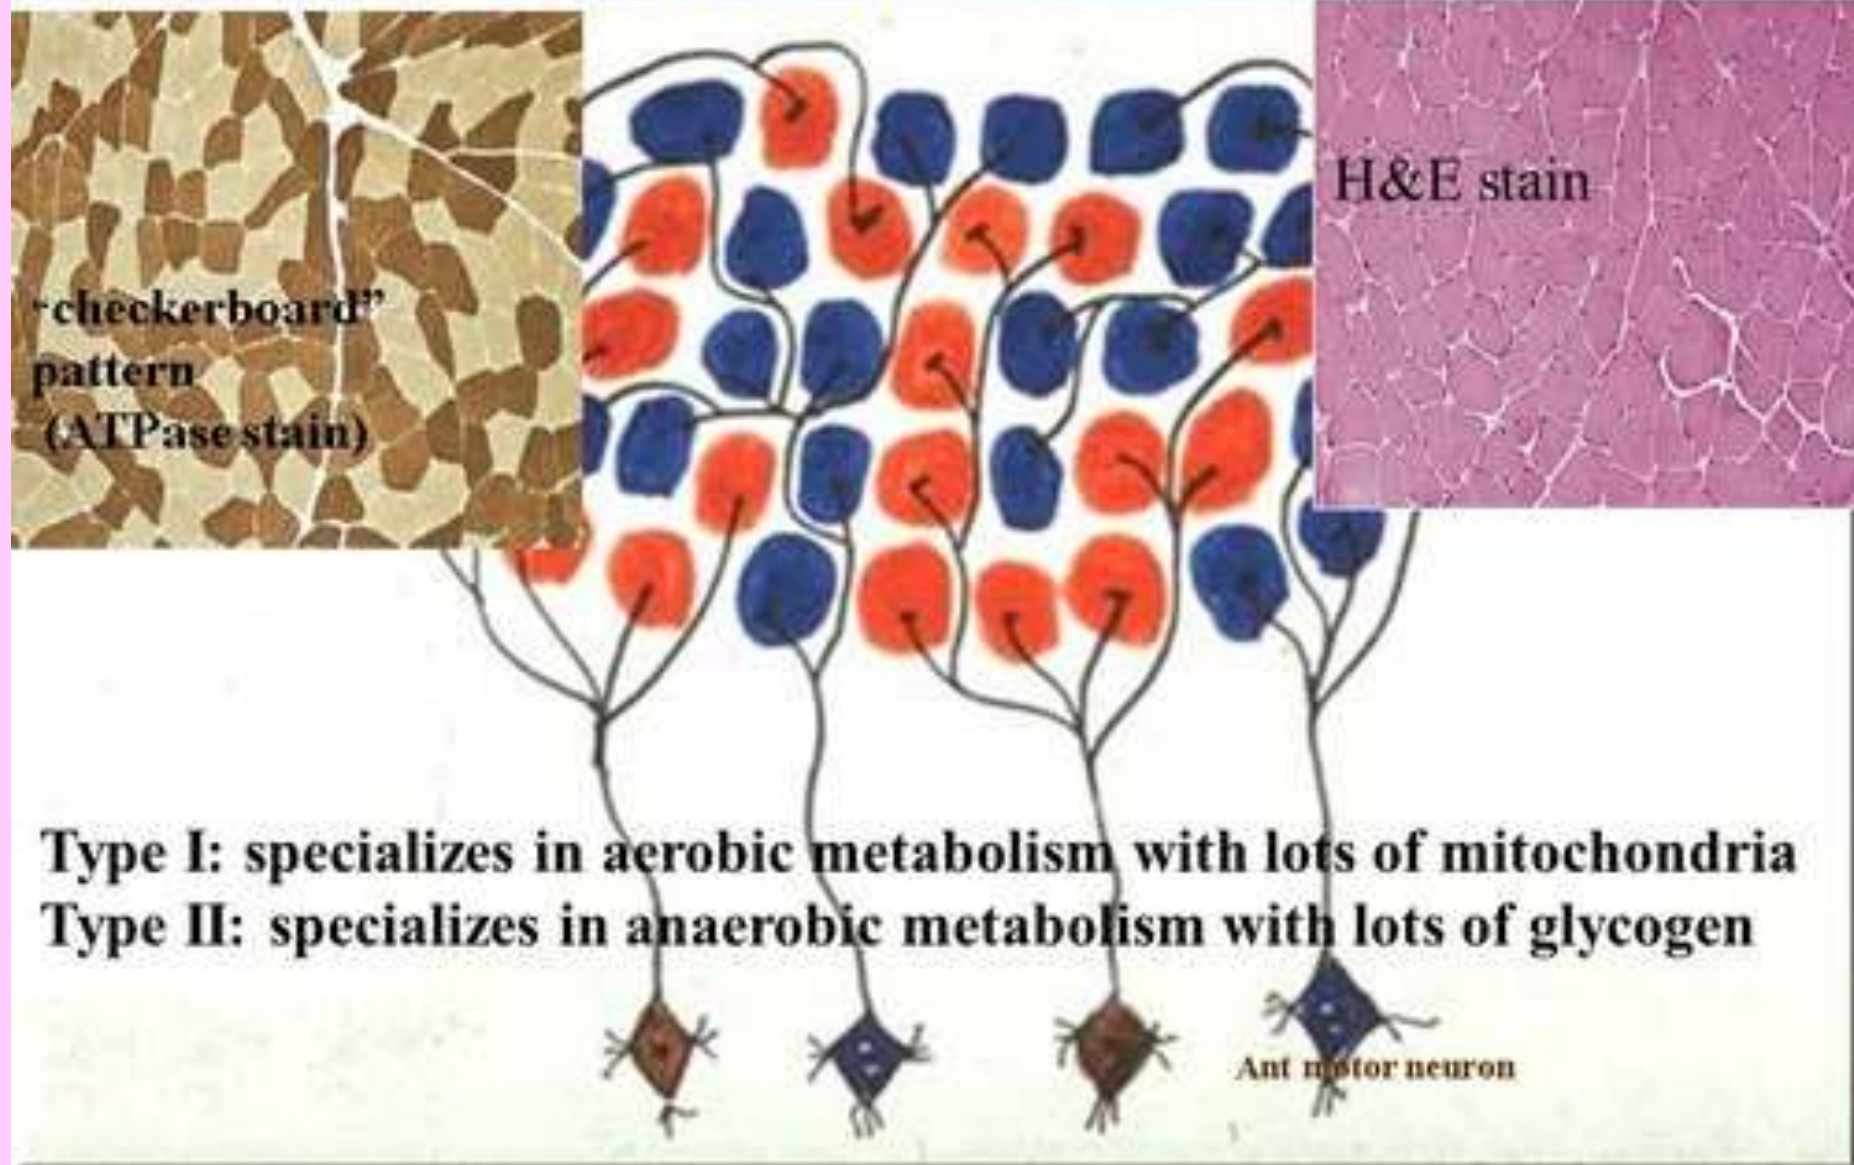 "checkerboard"
pattern
(ATPase stain)
H&E stain
Type I: specializes in aerobic metabolism with lots of mitochondria
Type II: specializes in anaerobic metabolism with lots of glycogen
Ant motor neuron